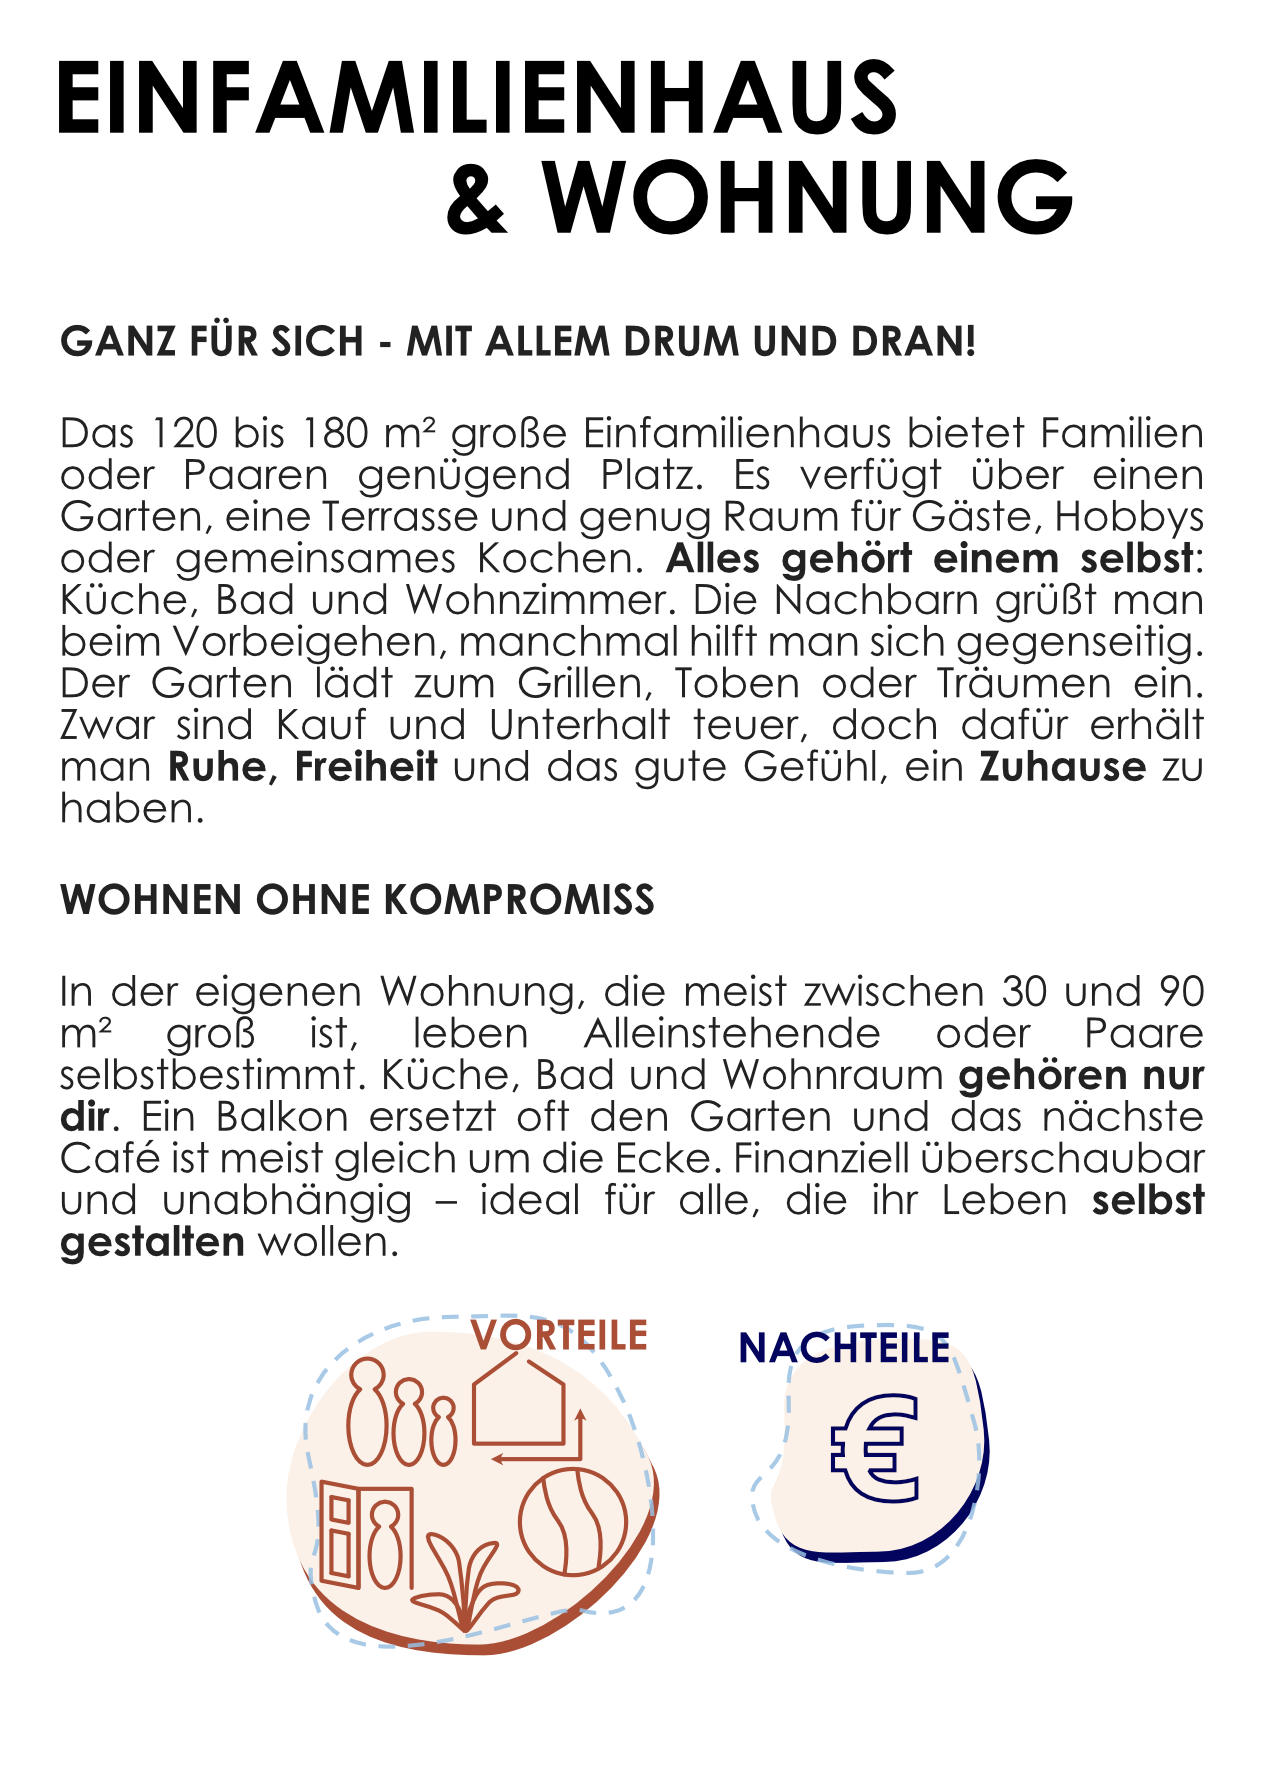 EINFAMILIENHAUS
& WOHNUNG
GANZ FÜR SICH - MIT ALLEM DRUM UND DRAN!
Das 120 bis 180 m² große Einfamilienhaus bietet Familien
oder Paaren genügend Platz. Es verfügt über einen
Garten, eine Terrasse und genug Raum für Gäste, Hobbys
oder gemeinsames Kochen. Alles gehört einem selbst:
Küche, Bad und Wohnzimmer. Die Nachbarn grüßt man
beim Vorbeigehen, manchmal hilft man sich gegenseitig.
Der Garten lädt zum Grillen, Toben oder Träumen ein.
Zwar sind Kauf und Unterhalt teuer, doch dafür erhält
man Ruhe, Freiheit und das gute Gefühl, ein Zuhause zu
haben.
WOHNEN OHNE KOMPROMISS
In der eigenen Wohnung, die meist zwischen 30 und 90
m² groß ist, leben Alleinstehende oder Paare
selbstbestimmt. Küche, Bad und Wohnraum gehören nur
dir. Ein Balkon ersetzt oft den Garten und das nächste
Café ist meist gleich um die Ecke. Finanziell überschaubar
und unabhängig – ideal für alle, die ihr Leben selbst
gestalten wollen.
VORTEILE
NACHTEILE
€